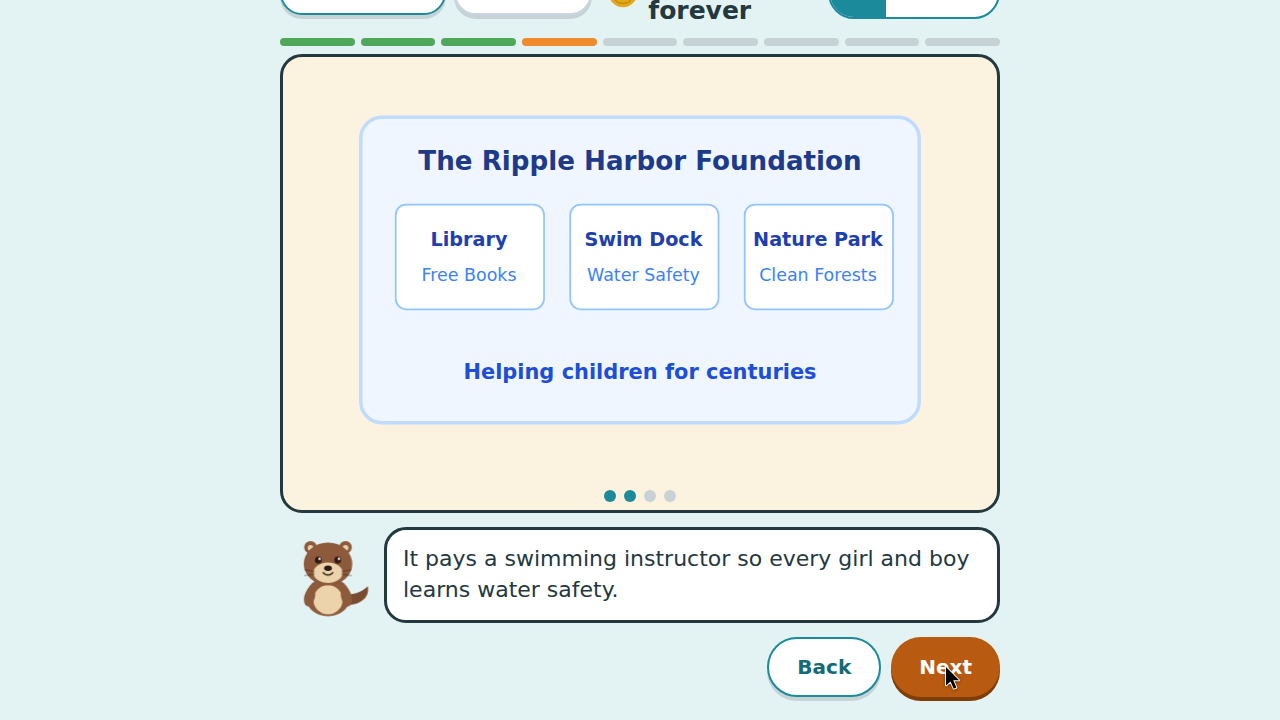 forever
The Ripple Harbor Foundation
Library
Free Books
Swim Dock
Water Safety
Nature Park
Clean Forests
Helping children for centuries
It pays a swimming instructor so every girl and boy
learns water safety.
Back
Next